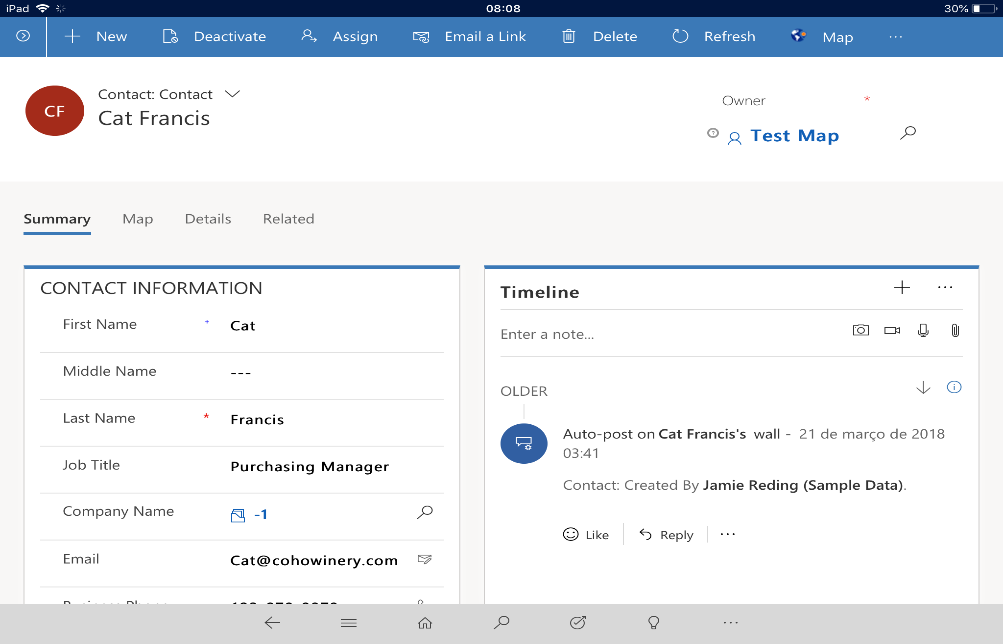 iPad 08:08 30%
New Deactivate Assign Email a Link Delete Refresh Map ...
CF
Contact: Contact
Cat Francis
Owner *
Test Map
Summary Map Details Related
CONTACT INFORMATION
First Name + Cat
Middle Name ---
Last Name * Francis
Job Title Purchasing Manager
Company Name -1
Email Cat@cohowinery.com
Timeline
Enter a note...
OLDER
Auto-post on Cat Francis's wall - 21 de março de 2018
03:41
Contact: Created By Jamie Reding (Sample Data).
Like Reply ...